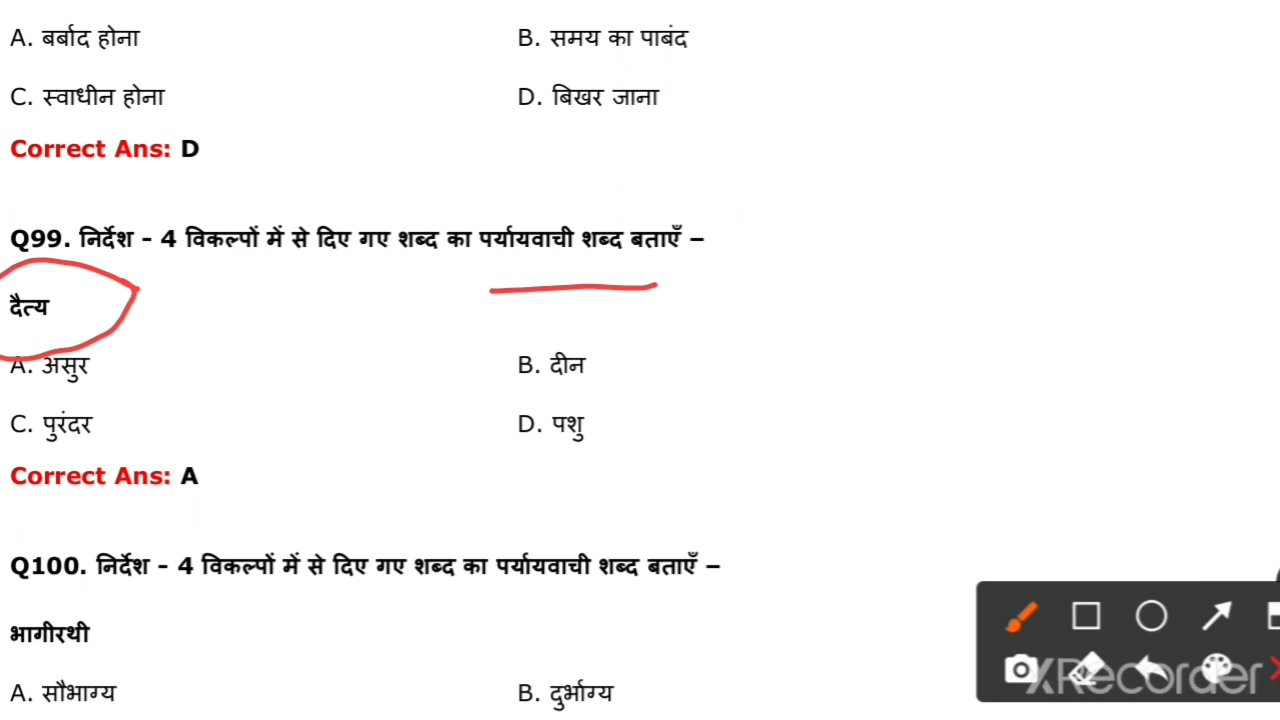 A. बर्बाद होना B. समय का पाबंद
C. स्वाधीन होना D. बिखर जाना
Correct Ans: D
Q99. निर्देश - 4 विकल्पों में से दिए गए शब्द का पर्यायवाची शब्द बताएँ –
दैत्य
A. असुर B. दीन
C. पुरंदर D. पशु
Correct Ans: A
Q100. निर्देश - 4 विकल्पों में से दिए गए शब्द का पर्यायवाची शब्द बताएँ –
भागीरथी
A. सौभाग्य B. दुर्भाग्य
XRecorder